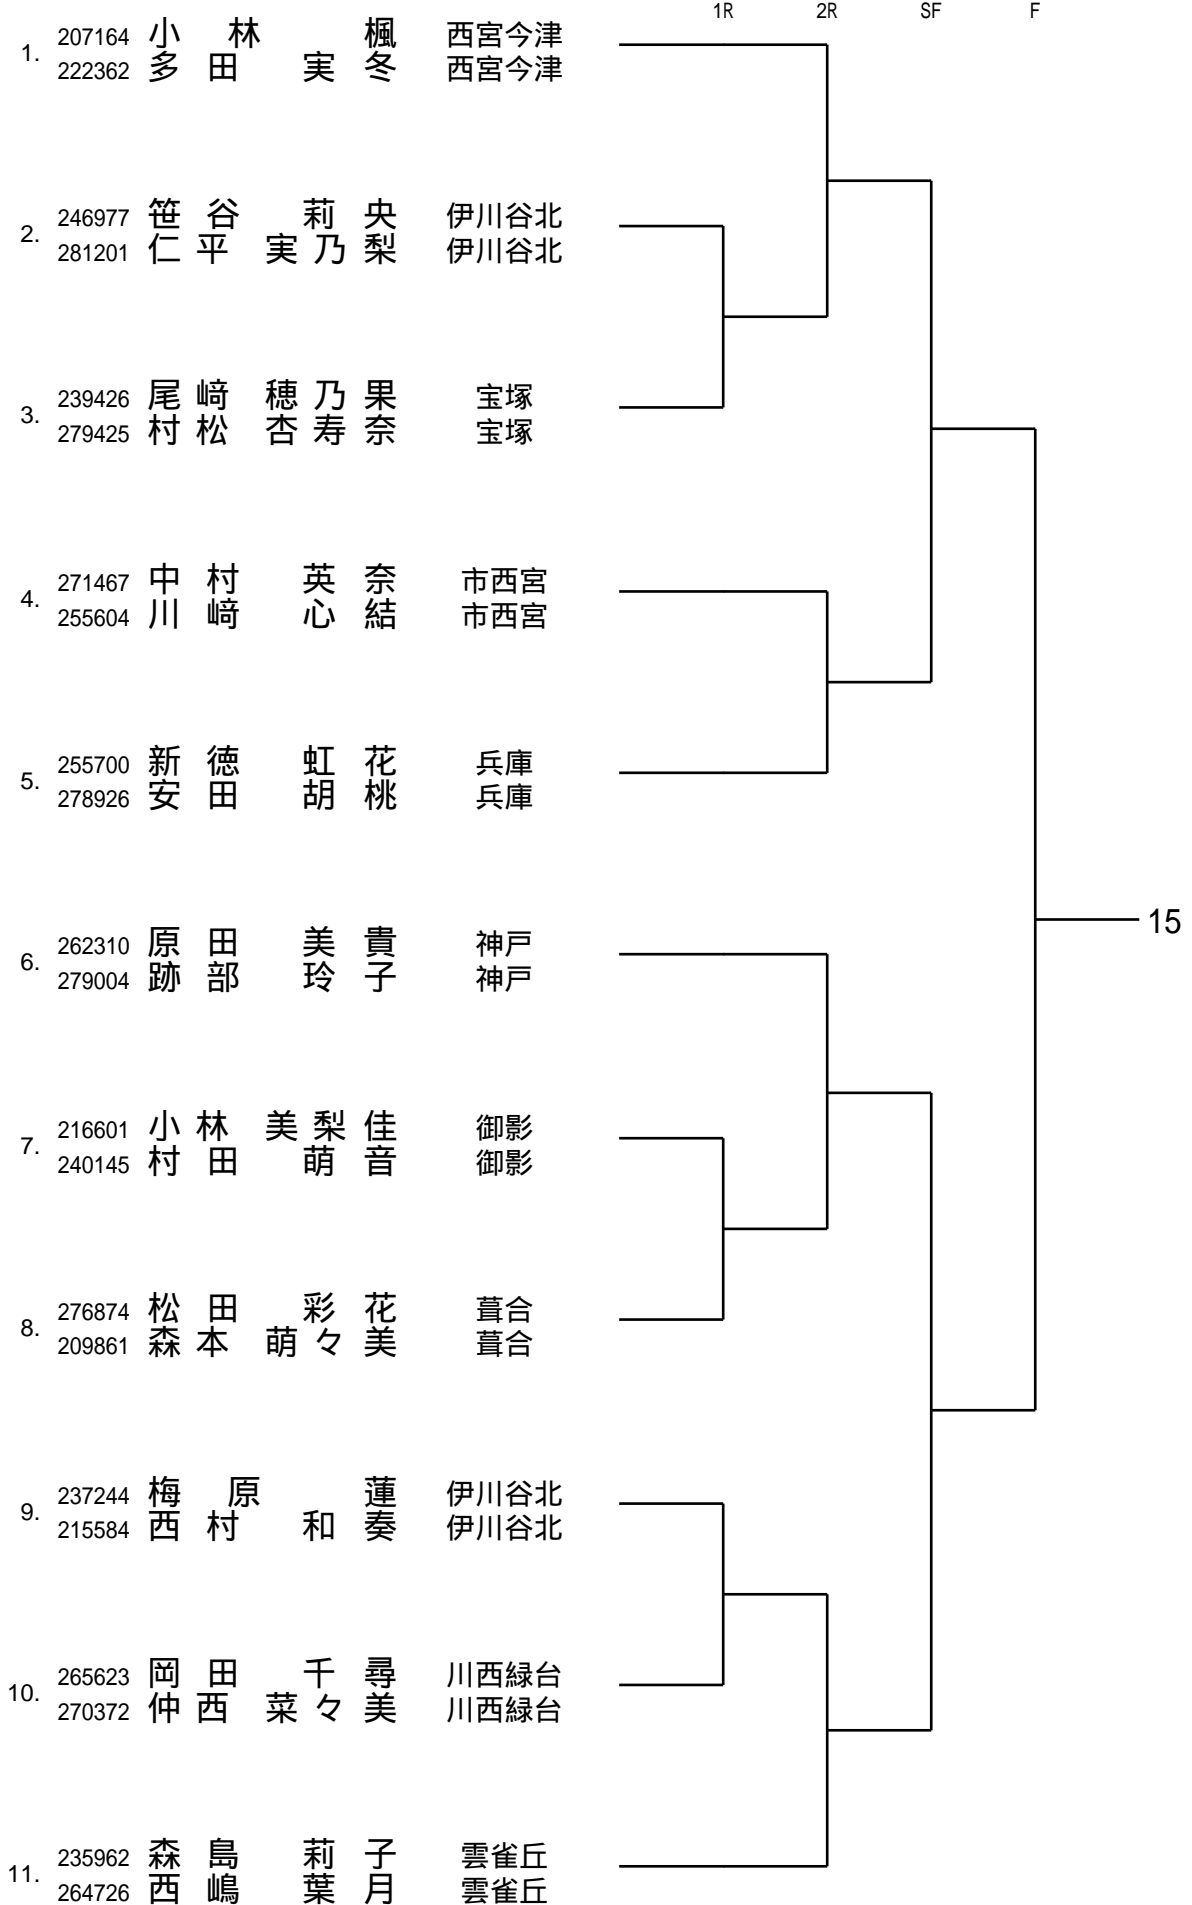 1R 2R SF F
1. 207164 小林 楓 西宮今津
222362 多田 実冬 西宮今津
2. 246977 笹谷 莉央 伊川谷北
281201 仁平 実乃梨 伊川谷北
3. 239426 尾﨑 穂乃果 宝塚
279425 村松 杏寿奈 宝塚
4. 271467 中村 英奈 市西宮
255604 川﨑 心結 市西宮
5. 255700 新徳 虹花 兵庫
278926 安田 胡桃 兵庫
15
6. 262310 原田 美貴 神戸
279004 跡部 玲子 神戸
7. 216601 小林 美梨佳 御影
240145 村田 萌音 御影
8. 276874 松田 彩花 葺合
209861 森本 萌々美 葺合
9. 237244 梅原 蓮 伊川谷北
215584 西村 和奏 伊川谷北
10. 265623 岡田 千尋 川西緑台
270372 仲西 菜々美 川西緑台
11. 235962 森島 莉子 雲雀丘
264726 西嶋 葉月 雲雀丘